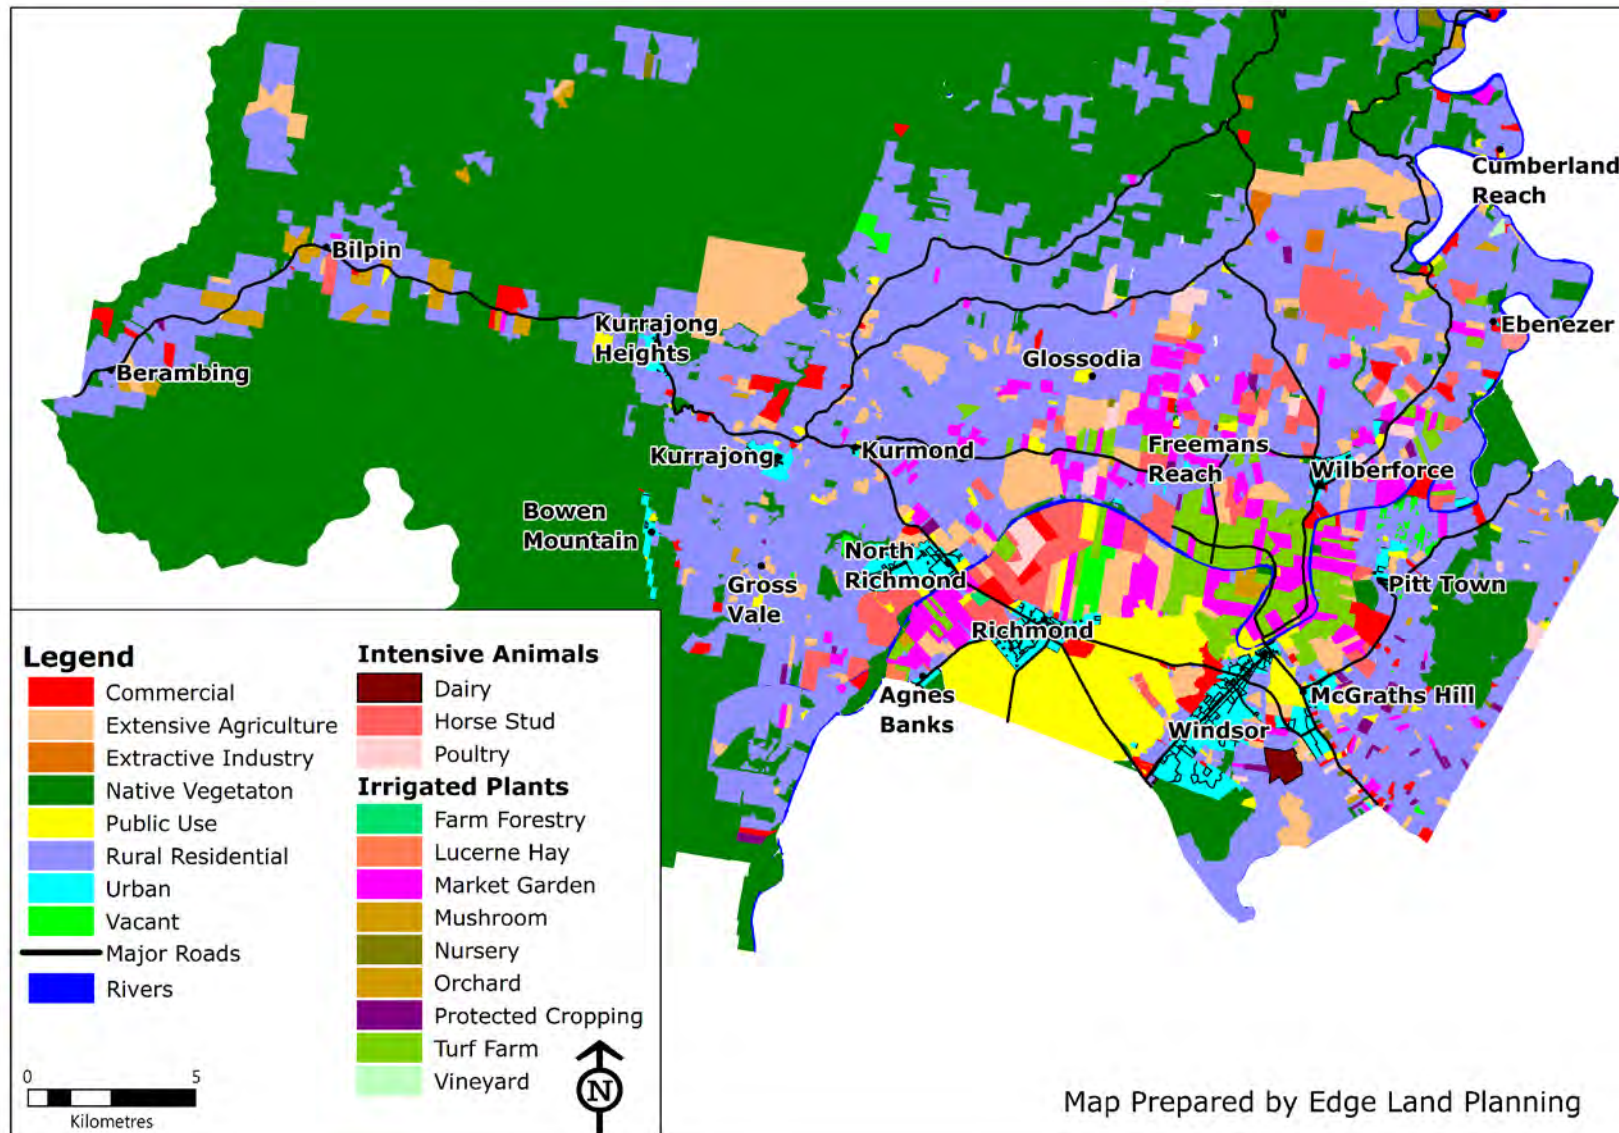 Cumberland
Reach
Bilpin
Kurrajong
Heights
Ebenezer
Glossodia
Berambing
Freemans
Reach
Kurmond
Kurrajong
Wilberforce
Bowen
Mountain
North
Richmond
Gross
Vale
Pitt Town
Richmond
Agnes
Banks
McGraths Hill
Windsor
Legend
Commercial
Extensive Agriculture
Extractive Industry
Native Vegetaton
Public Use
Rural Residential
Urban
Vacant
Major Roads
Rivers
0 5
Kilometres
Intensive Animals
Dairy
Horse Stud
Poultry
Irrigated Plants
Farm Forestry
Lucerne Hay
Market Garden
Mushroom
Nursery
Orchard
Protected Cropping
Turf Farm
Vineyard
N
Map Prepared by Edge Land Planning